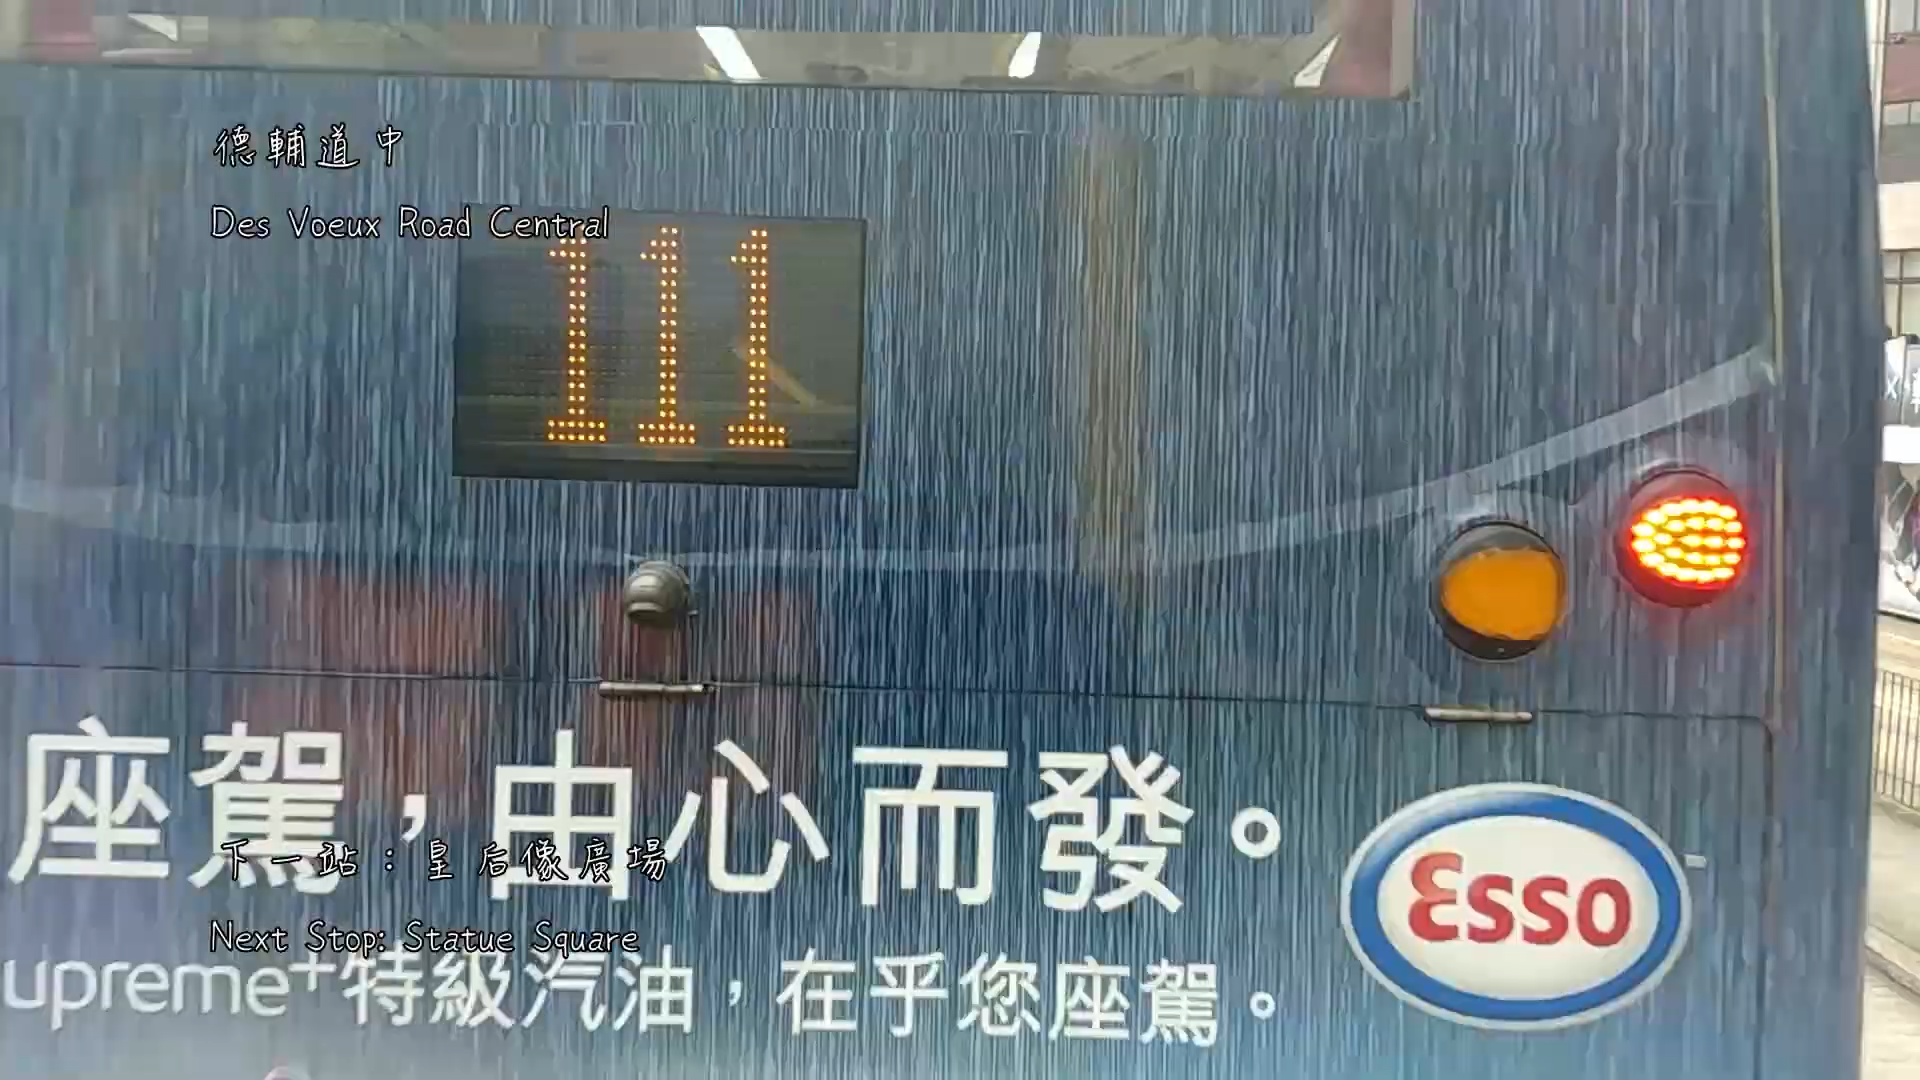 德輔道中
Des Voeux Road Central
111
座駕，由心而發。
下一站：皇后像廣場
Next Stop: Statue Square
Esso
upreme+特級汽油，在乎您座駕。